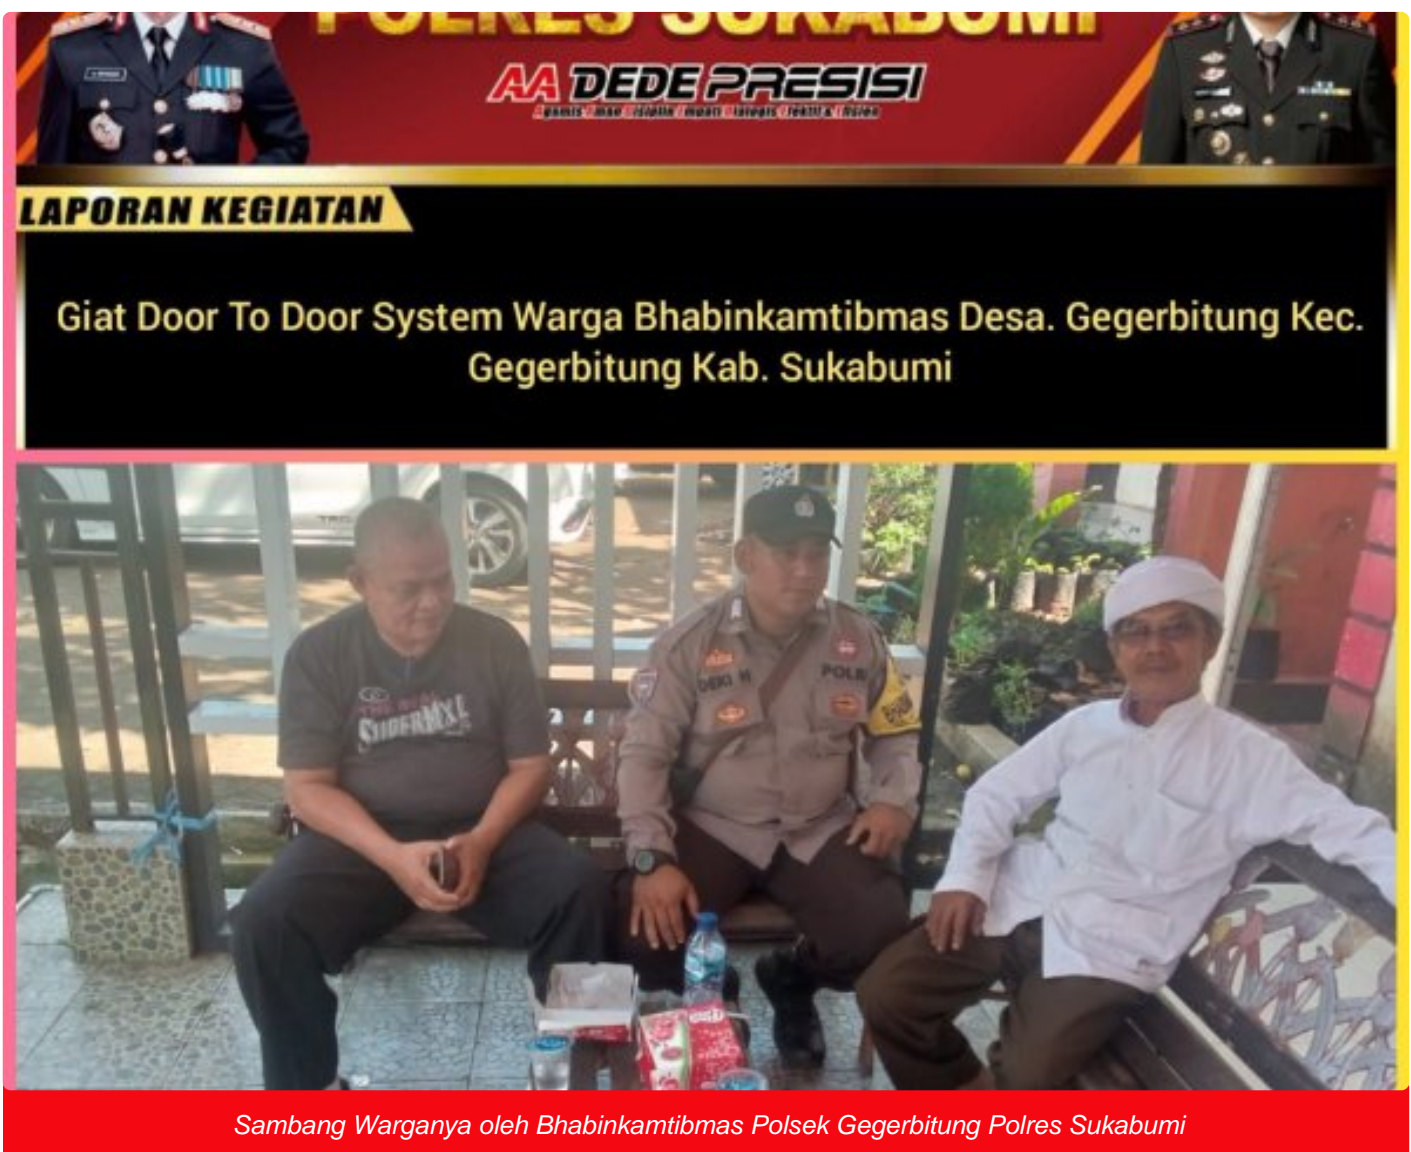 POLRES SUKABUMI
AA DEDE PRESISI
LAPORAN KEGIATAN
Giat Door To Door System Warga Bhabinkamtibmas Desa. Gegerbitung Kec.
Gegerbitung Kab. Sukabumi
DEKI H
POLRI
Sambang Warganya oleh Bhabinkamtibmas Polsek Gegerbitung Polres Sukabumi